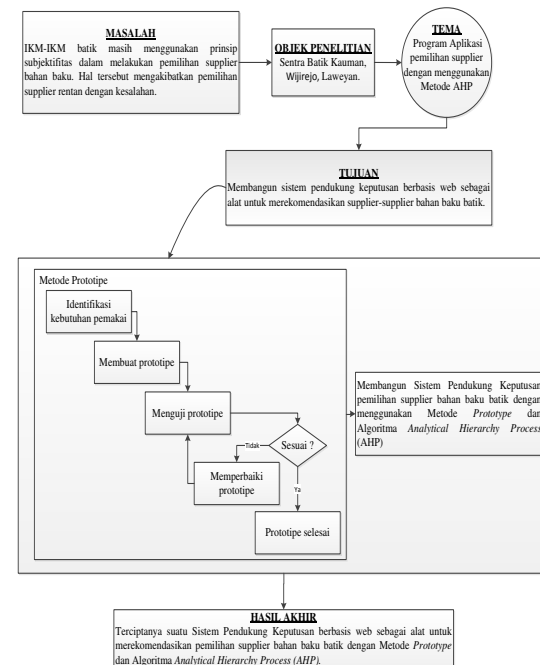 MASALAH
IKM-IKM batik masih menggunakan prinsip
subjektifitas dalam melakukan pemilihan supplier
bahan baku. Hal tersebut mengakibatkan pemilihan
supplier rentan dengan kesalahan.
OBJEK PENELITIAN
Sentra Batik Kauman,
Wijirejo, Laweyan.
TEMA
Program Aplikasi
pemilihan supplier
dengan menggunakan
Metode AHP
TUJUAN
Membangun sistem pendukung keputusan berbasis web sebagai
alat untuk merekomendasikan supplier-supplier bahan baku batik.
Metode Prototipe
Identifikasi
kebutuhan pemakai
Membuat prototipe
Menguji prototipe
Sesuai ?
Tidak
Memperbaiki
prototipe
Ya
Prototipe selesai
Membangun Sistem Pendukung Keputusan
pemilihan supplier bahan baku batik dengan
menggunakan Metode Prototipe dan
Algoritma Analytical Hierarchy Process
(AHP)
HASIL AKHIR
Terciptanya suatu Sistem Pendukung Keputusan berbasis web sebagai alat untuk
merekomendasikan pemilihan supplier bahan baku batik dengan Metode Prototype
dan Algoritma Analytical Hierarchy Process (AHP).